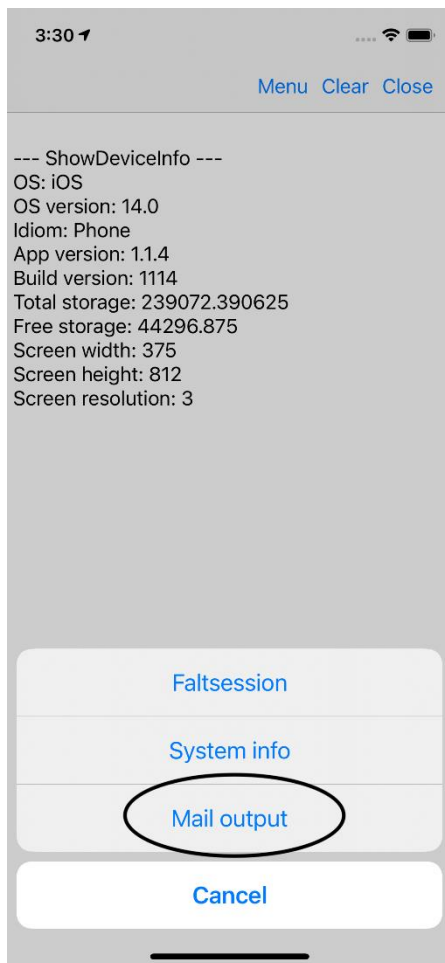 3:30
Menu Clear Close
--- ShowDeviceInfo ---
OS: iOS
OS version: 14.0
Idiom: Phone
App version: 1.1.4
Build version: 1114
Total storage: 239072.390625
Free storage: 44296.875
Screen width: 375
Screen height: 812
Screen resolution: 3
Faltsession
System info
Mail output
Cancel